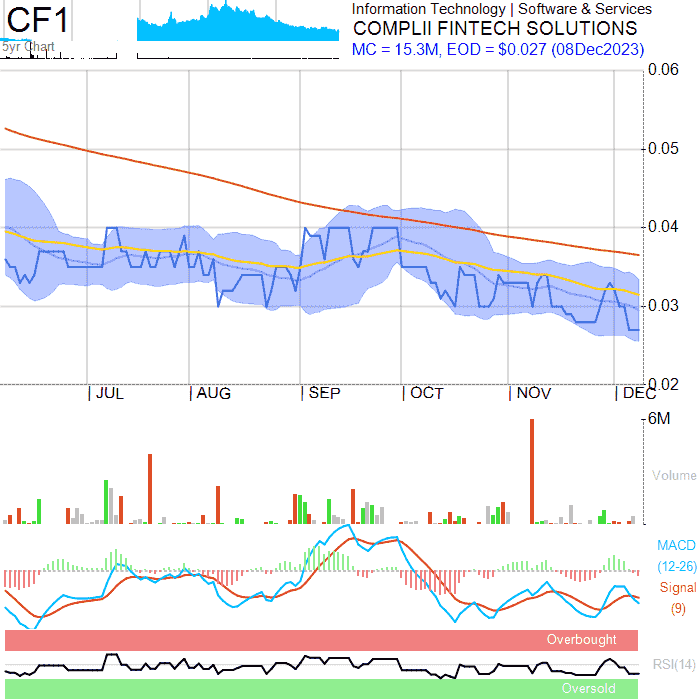 CF1
Information Technology | Software & Services
COMPLII FINTECH SOLUTIONS
MC = 15.3M, EOD = $0.027 (08Dec2023)
5yr Chart
0.06
0.05
0.04
0.03
0.02
JUL AUG SEP OCT NOV DEC
6M
Volume
MACD
(12-26)
Signal
(9)
Overbought
RSI(14)
Oversold